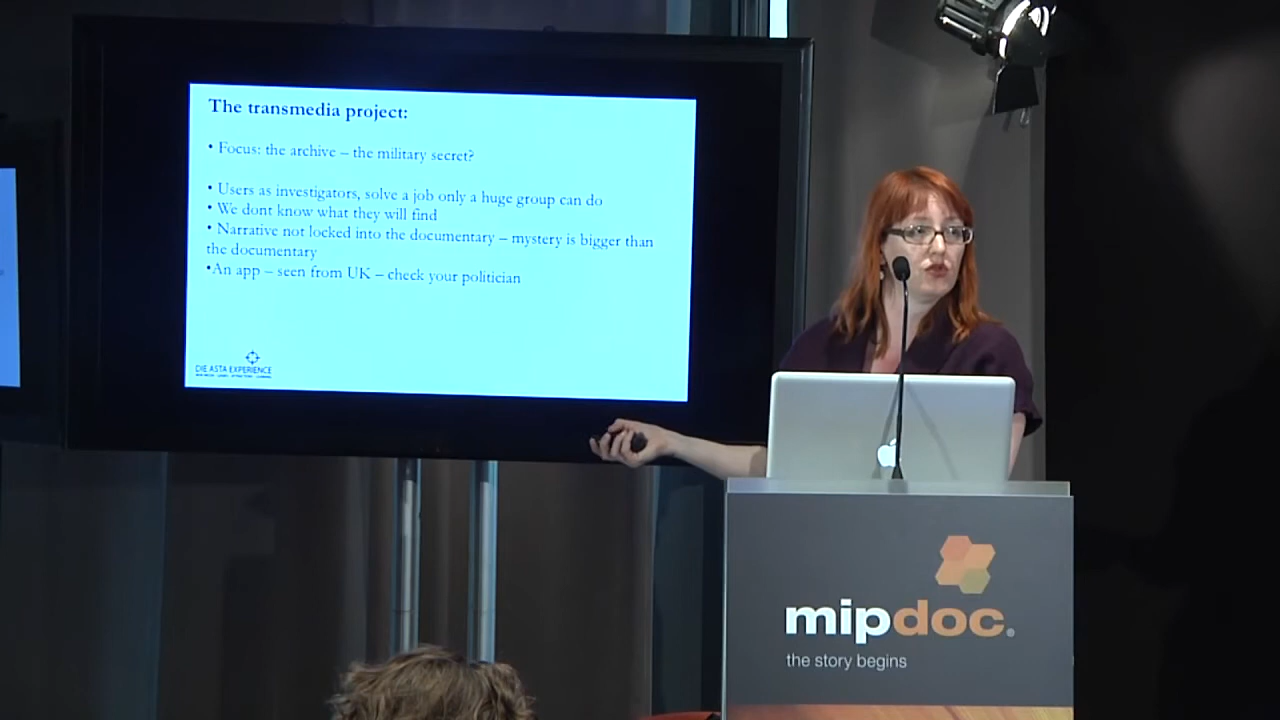 The transmedia project:
• Focus: the archive – the military secret?
• Users as investigators, solve a job only a huge group can do
• We dont know what they will find
• Narrative not locked into the documentary – mystery is bigger than
the documentary
•An app – seen from UK – check your politician
DIE ASTA EXPERIENCE
mipdoc.
the story begins